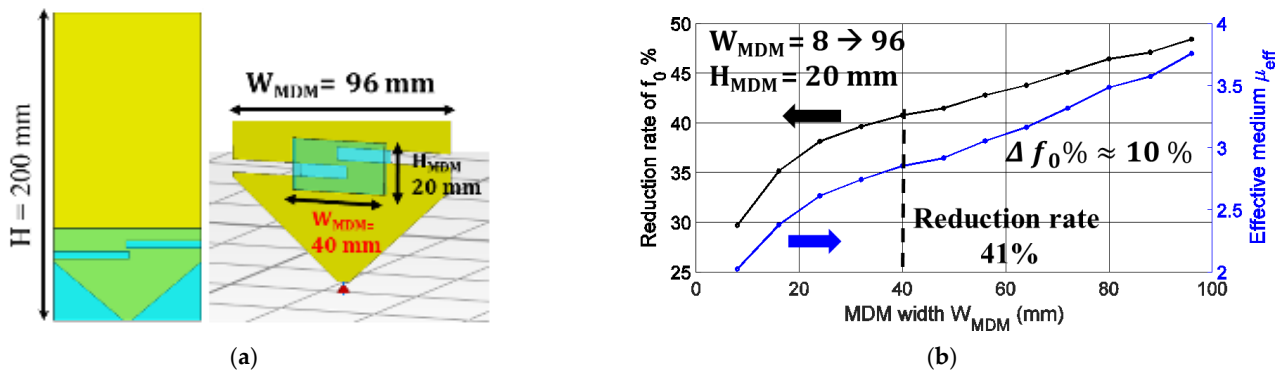 H = 200 mm
W_MDM = 96 mm
H_MDM
20 mm
W_MDM=
40 mm
(a)
Reduction rate of f_0 %
50
45
40
35
30
25
W_MDM = 8 → 96
H_MDM = 20 mm
Δ f_0% ≈ 10 %
Reduction rate
41%
4
3.5
3
2.5
2
Effective medium μ_eff
0
20
40
60
80
100
MDM width W_MDM (mm)
(b)